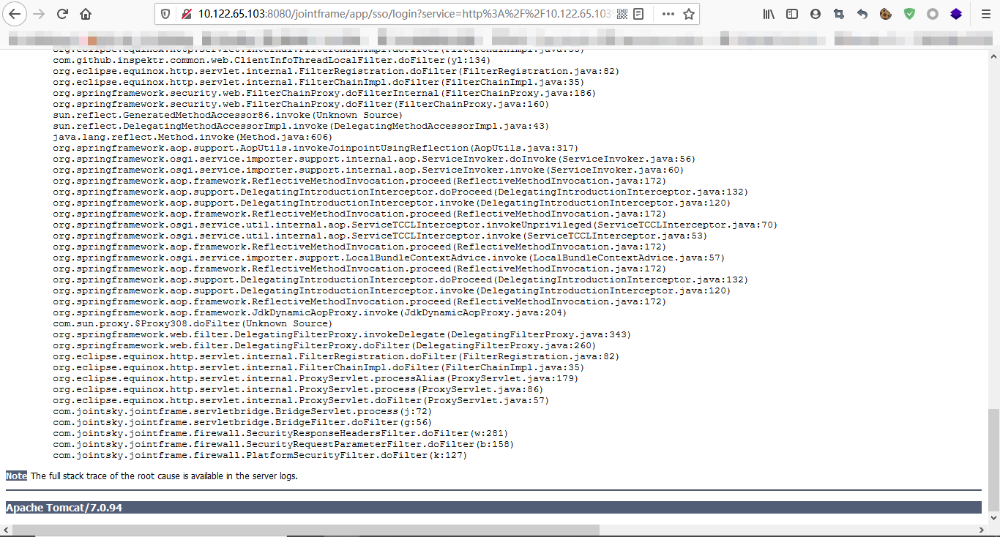 10.122.65.103:8080/jointframe/app/sso/login?service=http%3A%2F%2F10.122.65.103
org.eclipse.equinox.http.servlet.internal.FilterChainImpl.doFilter(FilterChainImpl.java:35)
com.github.inspektr.common.web.ClientInfoThreadLocalFilter.doFilter(yl:134)
org.eclipse.equinox.http.servlet.internal.FilterRegistration.doFilter(FilterRegistration.java:82)
org.eclipse.equinox.http.servlet.internal.FilterChainImpl.doFilter(FilterChainImpl.java:35)
org.springframework.security.web.FilterChainProxy.doFilterInternal(FilterChainProxy.java:186)
org.springframework.security.web.FilterChainProxy.doFilter(FilterChainProxy.java:160)
sun.reflect.GeneratedMethodAccessor86.invoke(Unknown Source)
sun.reflect.DelegatingMethodAccessorImpl.invoke(DelegatingMethodAccessorImpl.java:43)
java.lang.reflect.Method.invoke(Method.java:606)
org.springframework.aop.support.AopUtils.invokeJoinpointUsingReflection(AopUtils.java:317)
org.springframework.osgi.service.importer.support.internal.aop.ServiceInvoker.doInvoke(ServiceInvoker.java:56)
org.springframework.osgi.service.importer.support.internal.aop.ServiceInvoker.invoke(ServiceInvoker.java:60)
org.springframework.aop.framework.ReflectiveMethodInvocation.proceed(ReflectiveMethodInvocation.java:172)
org.springframework.aop.support.DelegatingIntroductionInterceptor.doProceed(DelegatingIntroductionInterceptor.java:132)
org.springframework.aop.support.DelegatingIntroductionInterceptor.invoke(DelegatingIntroductionInterceptor.java:120)
org.springframework.aop.framework.ReflectiveMethodInvocation.proceed(ReflectiveMethodInvocation.java:172)
org.springframework.osgi.service.util.internal.aop.ServiceTCCLInterceptor.invokeUnprivileged(ServiceTCCLInterceptor.java:70)
org.springframework.osgi.service.util.internal.aop.ServiceTCCLInterceptor.invoke(ServiceTCCLInterceptor.java:53)
org.springframework.aop.framework.ReflectiveMethodInvocation.proceed(ReflectiveMethodInvocation.java:172)
org.springframework.osgi.service.importer.support.LocalBundleContextAdvice.invoke(LocalBundleContextAdvice.java:57)
org.springframework.aop.framework.ReflectiveMethodInvocation.proceed(ReflectiveMethodInvocation.java:172)
org.springframework.aop.support.DelegatingIntroductionInterceptor.doProceed(DelegatingIntroductionInterceptor.java:132)
org.springframework.aop.support.DelegatingIntroductionInterceptor.invoke(DelegatingIntroductionInterceptor.java:120)
org.springframework.aop.framework.ReflectiveMethodInvocation.proceed(ReflectiveMethodInvocation.java:172)
org.springframework.aop.framework.JdkDynamicAopProxy.invoke(JdkDynamicAopProxy.java:204)
com.sun.proxy.$Proxy308.doFilter(Unknown Source)
org.springframework.web.filter.DelegatingFilterProxy.invokeDelegate(DelegatingFilterProxy.java:343)
org.springframework.web.filter.DelegatingFilterProxy.doFilter(DelegatingFilterProxy.java:260)
org.eclipse.equinox.http.servlet.internal.FilterRegistration.doFilter(FilterRegistration.java:82)
org.eclipse.equinox.http.servlet.internal.FilterChainImpl.doFilter(FilterChainImpl.java:35)
org.eclipse.equinox.http.servlet.internal.ProxyServlet.processAlias(ProxyServlet.java:179)
org.eclipse.equinox.http.servlet.internal.ProxyServlet.process(ProxyServlet.java:86)
org.eclipse.equinox.http.servlet.internal.ProxyServlet.doFilter(ProxyServlet.java:57)
com.jointsky.jointframe.servletbridge.BridgeServlet.process(j:72)
com.jointsky.jointframe.servletbridge.BridgeFilter.doFilter(g:56)
com.jointsky.jointframe.firewall.SecurityResponseHeadersFilter.doFilter(w:281)
com.jointsky.jointframe.firewall.SecurityRequestParameterFilter.doFilter(b:158)
com.jointsky.jointframe.firewall.PlatformSecurityFilter.doFilter(k:127)
Note The full stack trace of the root cause is available in the server logs.
Apache Tomcat/7.0.94